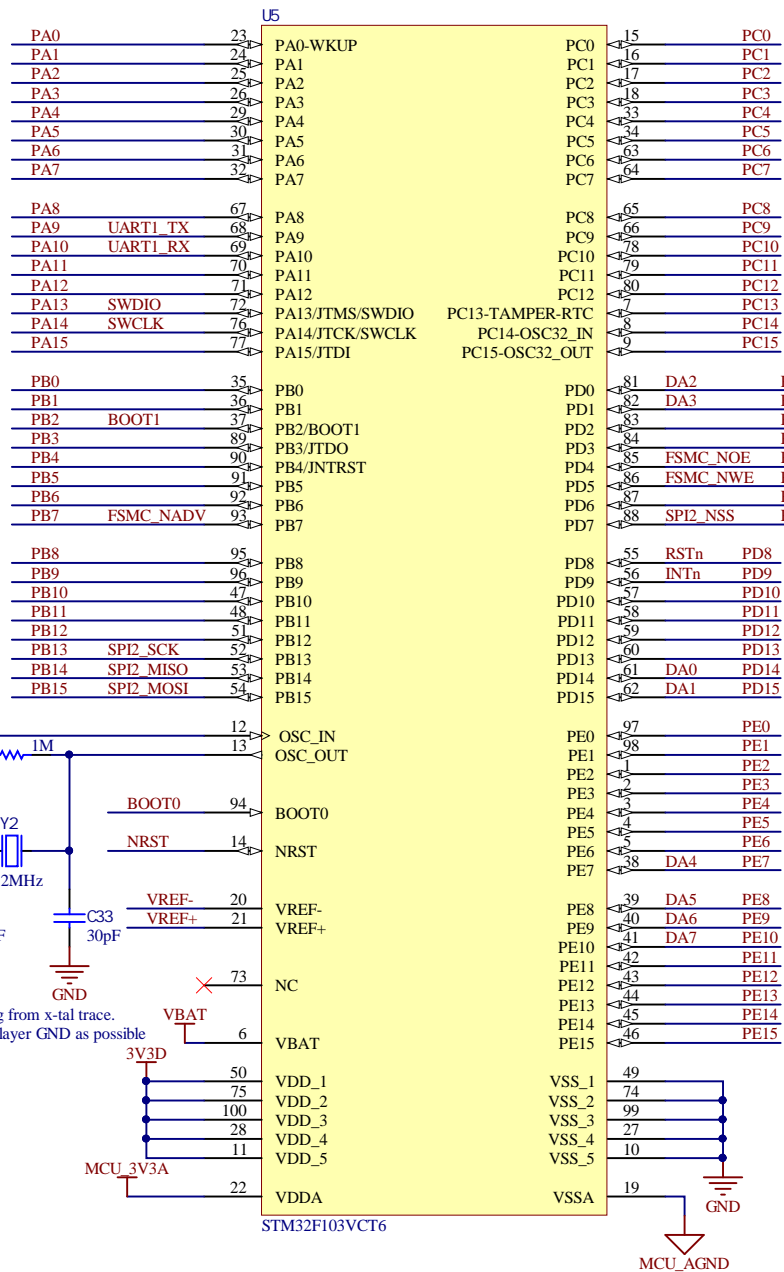 U5
PA0 23 PA0-WKUP PC0 15 PC0
PA1 24 PA1 PC1 16 PC1
PA2 25 PA2 PC2 17 PC2
PA3 26 PA3 PC3 18 PC3
PA4 29 PA4 PC4 33 PC4
PA5 30 PA5 PC5 34 PC5
PA6 31 PA6 PC6 63 PC6
PA7 32 PA7 PC7 64 PC7
PA8 67 PA8 PC8 65 PC8
PA9 UART1_TX 68 PA9 PC9 66 PC9
PA10 UART1_RX 69 PA10 PC10 78 PC10
PA11 70 PA11 PC11 79 PC11
PA12 71 PA12 PC12 80 PC12
PA13 SWDIO 72 PA13/JTMS/SWDIO PC13-TAMPER-RTC 7 PC13
PA14 SWCLK 76 PA14/JTCK/SWCLK PC14-OSC32_IN 8 PC14
PA15 77 PA15/JTDI PC15-OSC32_OUT 9 PC15
PB0 35 PB0 PD0 81 DA2
PB1 36 PB1 PD1 82 DA3
PB2 BOOT1 37 PB2/BOOT1 PD2 83
PB3 89 PB3/JTDO PD3 84
PB4 90 PB4/JNTRST PD4 85 FSMC_NOE
PB5 91 PB5 PD5 86 FSMC_NWE
PB6 92 PB6 PD6 87
PB7 FSMC_NADV 93 PB7 PD7 88 SPI2_NSS
PB8 95 PB8 PD8 55 RSTn PD8
PB9 96 PB9 PD9 56 INTn PD9
PB10 47 PB10 PD10 57 PD10
PB11 48 PB11 PD11 58 PD11
PB12 51 PB12 PD12 59 PD12
PB13 SPI2_SCK 52 PB13 PD13 60 PD13
PB14 SPI2_MISO 53 PB14 PD14 61 DA0 PD14
PB15 SPI2_MOSI 54 PB15 PD15 62 DA1 PD15
12 OSC_IN PE0 97 PE0
1M 13 OSC_OUT PE1 98 PE1
PE2 1 PE2
PE3 2 PE3
BOOT0 94 BOOT0 PE4 3 PE4
Y2 PE5 4 PE5
NRST 14 NRST PE6 5 PE6
PE7 38 DA4 PE7
2MHz
VREF- 20 VREF- PE8 39 DA5 PE8
VREF+ 21 VREF+ PE9 40 DA6 PE9
C33 PE10 41 DA7 PE10
30pF PE11 42 PE11
F
73 NC PE12 43 PE12
GND PE13 44 PE13
g from x-tal trace. PE14 45 PE14
layer GND as possible
VBAT 6 VBAT PE15 46 PE15
3V3D 50 VDD_1 VSS_1 49
75 VDD_2 VSS_2 74
100 VDD_3 VSS_3 99
28 VDD_4 VSS_4 27
11 VDD_5 VSS_5 10
MCU_3V3A 22 VDDA VSSA 19
GND
STM32F103VCT6
MCU_AGND